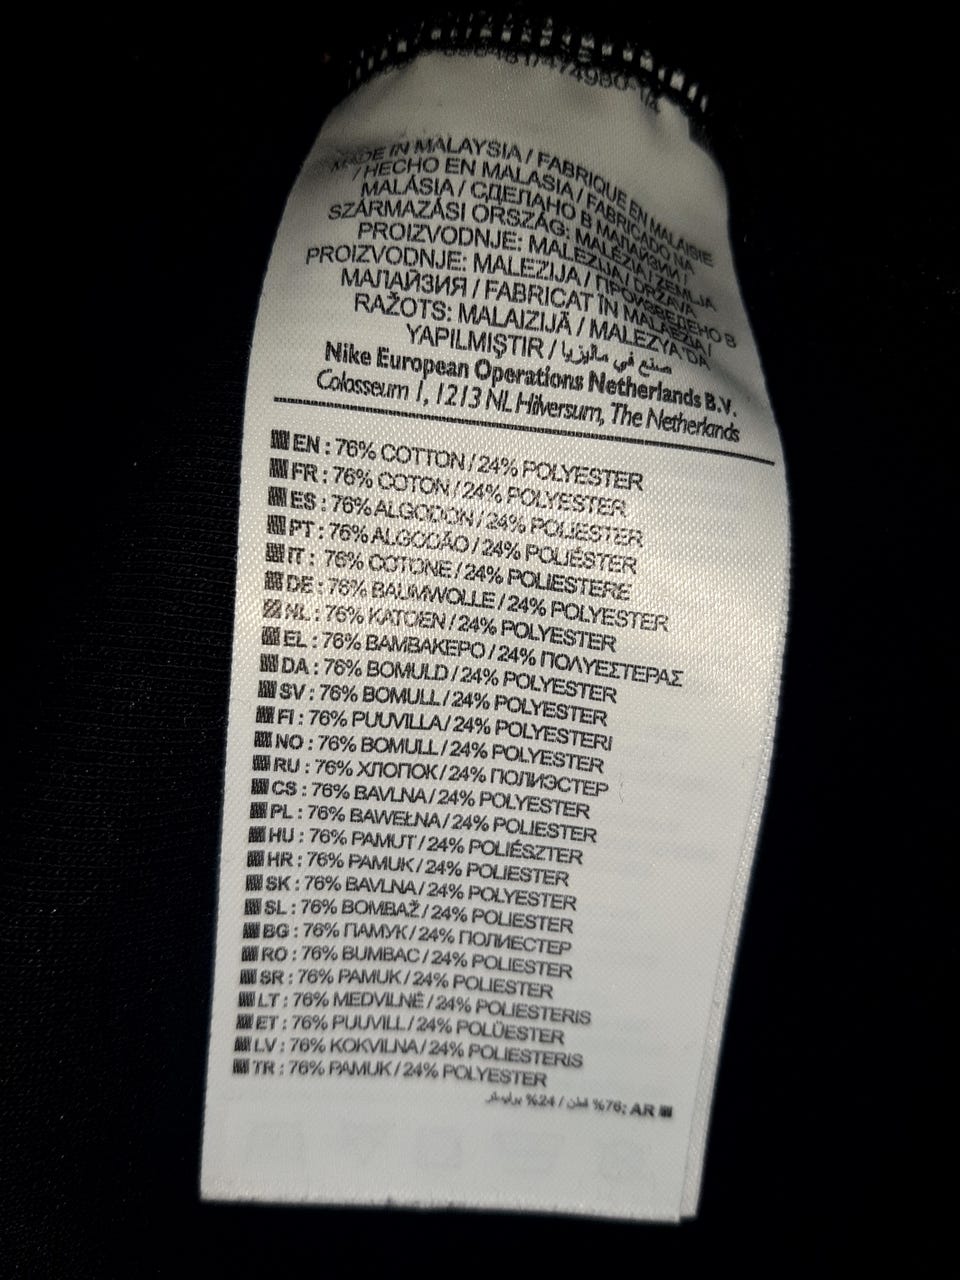 MADE IN MALAYSIA / FABRIQUE EN MALAISIE
/ HECHO EN MALASIA / FABRICADO NA
MALÁSIA / СДЕЛАНО В МАЛАЙЗИИ /
SZÁRMAZÁSI ORSZÁG: MALÉZIA / ZEMLJA
PROIZVODNJE: MALEZIJA / DRŽAVA
PROIZVODNJE: MALEZIJA / ПРОИЗВЕДЕНО В
МАЛАЙЗИЯ / FABRICAT ÎN MALAEZIA /
RAŽOTS: MALAIZIJĀ / MALEZYA'DA
YAPILMIŞTIR / صنع في ماليزيا
Nike European Operations Netherlands B.V.
Colosseum 1, 1213 NL Hilversum, The Netherlands
EN : 76% COTTON / 24% POLYESTER
FR : 76% COTON / 24% POLYESTER
ES : 76% ALGODON / 24% POLIESTER
PT : 76% ALGODÃO / 24% POLIÉSTER
IT : 76% COTONE / 24% POLIESTERE
DE : 76% BAUMWOLLE / 24% POLYESTER
NL : 76% KATOEN / 24% POLYESTER
EL : 76% ΒΑΜΒΑΚΕΡΟ / 24% ΠΟΛΥΕΣΤΕΡΑΣ
DA : 76% BOMULD / 24% POLYESTER
SV : 76% BOMULL / 24% POLYESTER
FI : 76% PUUVILLA / 24% POLYESTERI
NO : 76% BOMULL / 24% POLYESTER
RU : 76% ХЛОПОК / 24% ПОЛИЭСТЕР
CS : 76% BAVLNA / 24% POLYESTER
PL : 76% BAWEŁNA / 24% POLIESTER
HU : 76% PAMUT / 24% POLIÉSZTER
HR : 76% PAMUK / 24% POLIESTER
SK : 76% BAVLNA / 24% POLYESTER
SL : 76% BOMBAŽ / 24% POLIESTER
BG : 76% ПАМУК / 24% ПОЛИЕСТЕР
RO : 76% BUMBAC / 24% POLIESTER
SR : 76% PAMUK / 24% POLIESTER
LT : 76% MEDVILNĖ / 24% POLIESTERIS
ET : 76% PUUVILL / 24% POLÜESTER
LV : 76% KOKVILNA / 24% POLIESTERIS
TR : 76% PAMUK / 24% POLYESTER
AR :76% قطن / 24% بوليستر